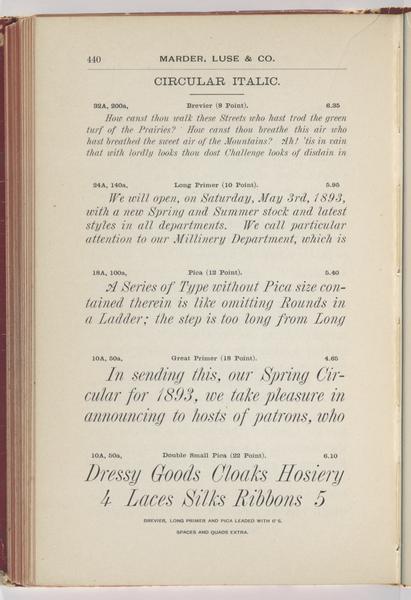 440 MARDER, LUSE & CO.
CIRCULAR ITALIC.
32A, 200a, Brevier (8 Point). 6.35
How canst thou walk these Streets who hast trod the green
turf of the Prairies? How canst thou breathe this air who
hast breathed the sweet air of the Mountains? Ah! 'tis in vain
that with lordly looks thou dost Challenge looks of disdain in
24A, 140a, Long Primer (10 Point). 5.95
We will open, on Saturday, May 3rd, 1893,
with a new Spring and Summer stock and latest
styles in all departments. We call particular
attention to our Millinery Department, which is
18A, 100a, Pica (12 Point). 5.40
A Series of Type without Pica size con-
tained therein is like omitting Rounds in
a Ladder; the step is too long from Long
10A, 50a, Great Primer (18 Point). 4.65
In sending this, our Spring Cir-
cular for 1893, we take pleasure in
announcing to hosts of patrons, who
10A, 50a, Double Small Pica (22 Point). 6.10
Dressy Goods Cloaks Hosiery
4 Laces Silks Ribbons 5
BREVIER, LONG PRIMER AND PICA LEADED WITH 6'S.
SPACES AND QUADS EXTRA.